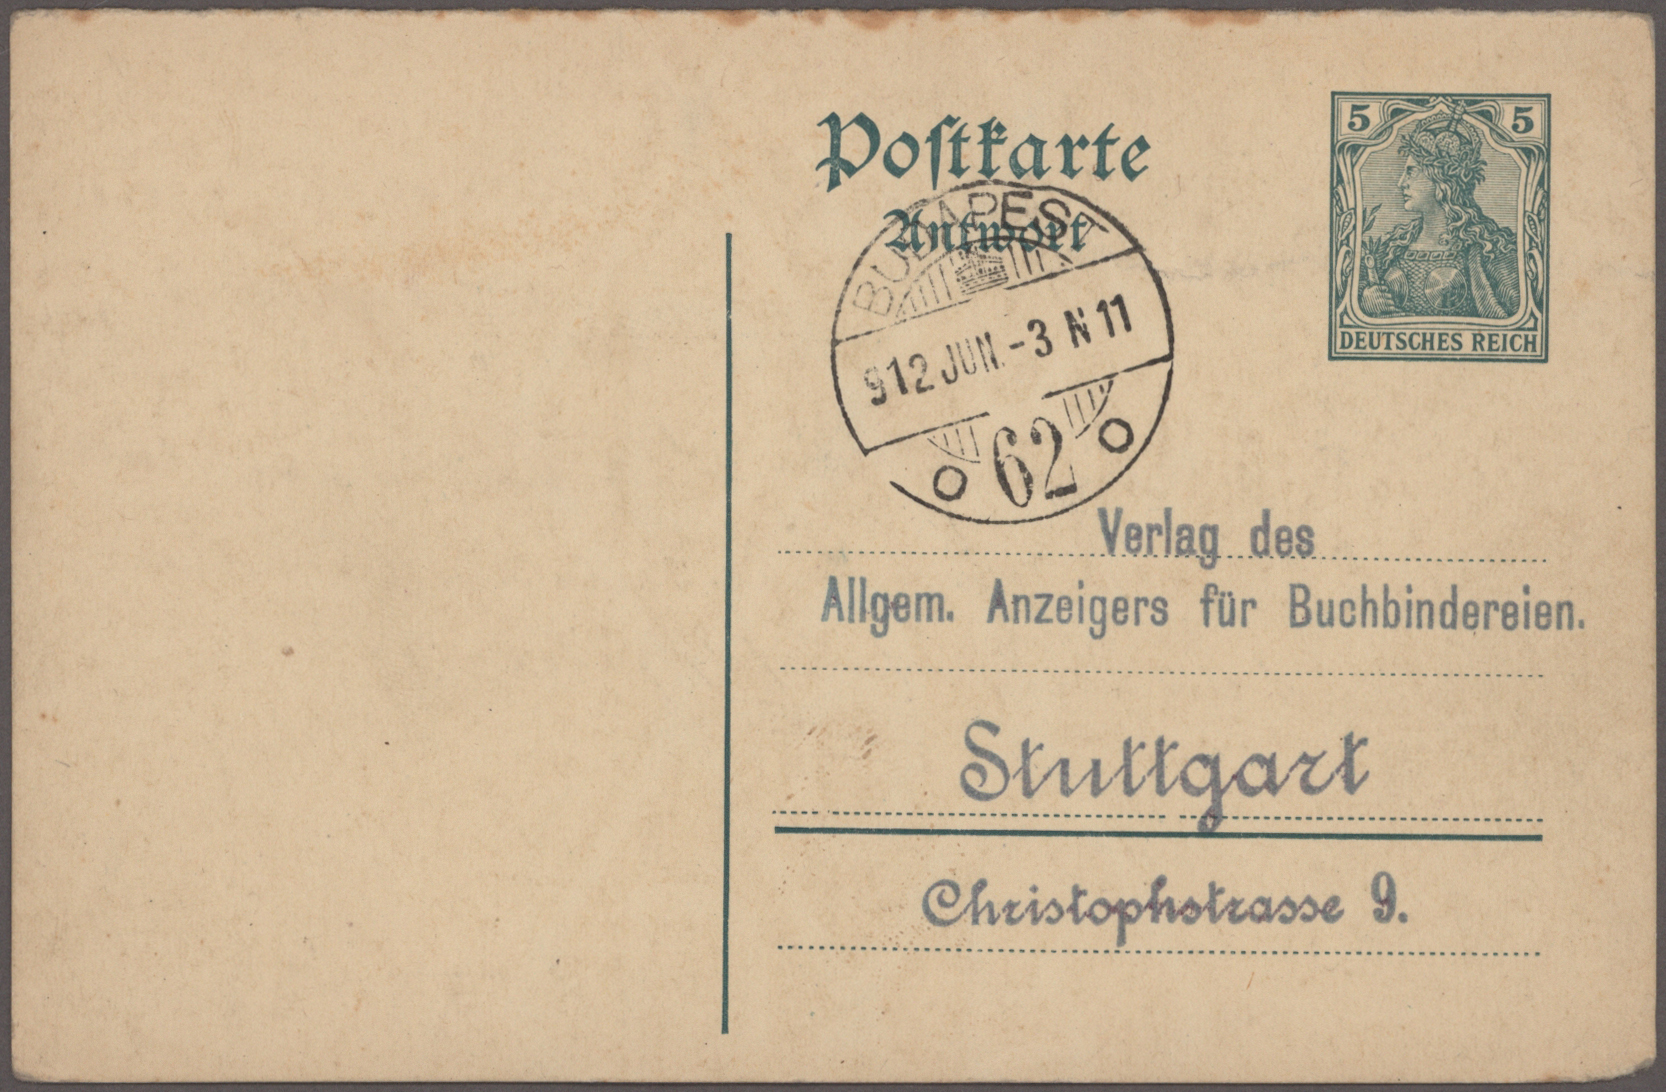 Postkarte
Antwort
5 5
DEUTSCHES REICH
BUDAPEST
912 JUN. -3 N 11
62
Verlag des
Allgem. Anzeigers für Buchbindereien.
Stuttgart
Christophstrasse 9.